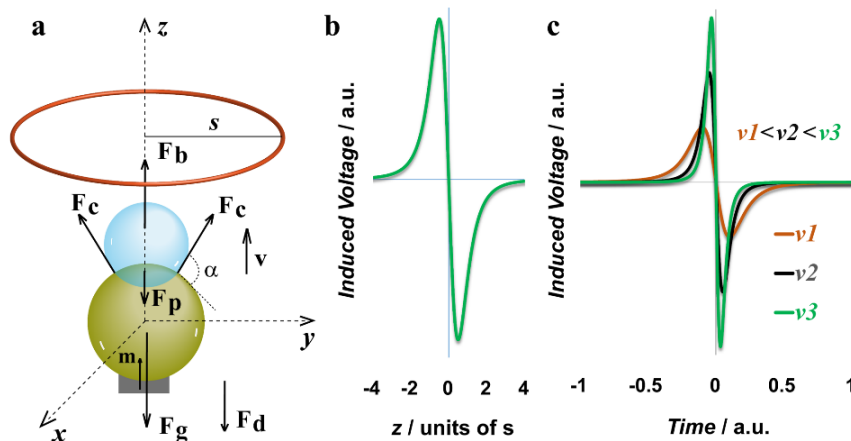 a
z
s
F_b
F_c
F_c
v
α
F_p
y
m
x
F_g
F_d
b
Induced Voltage / a.u.
-4 -2 0 2 4
z / units of s
c
Induced Voltage / a.u.
v1<v2<v3
v1
v2
v3
-1 -0.5 0 0.5 1
Time / a.u.